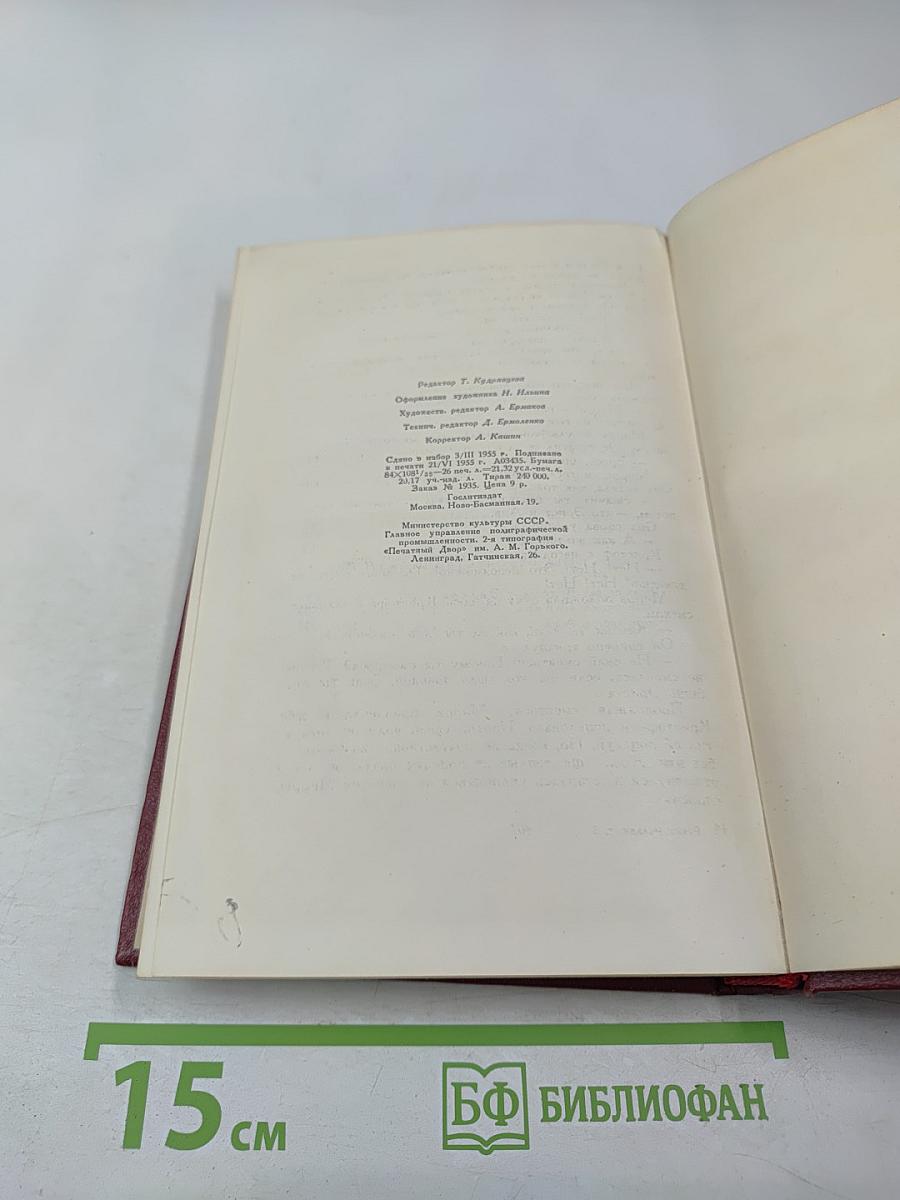 Редактор Т. Кудрявцева
Оформление художника Н. Ильина
Художеств. редактор А. Ермаков
Технич. редактор Д. Ермоленко
Корректор А. Кашин
Сдано в набор 3/III 1955 г. Подписано
к печати 21/VI 1955 г. А03435. Бумага
84×108¹/₃₂—26 печ. л.=21,32 усл.-печ. л.
20,17 уч.-изд. л. Тираж 240 000.
Заказ № 1935. Цена 9 р.
Гослитиздат
Москва, Ново-Басманная, 19.
Министерство культуры СССР.
Главное управление полиграфической
промышленности. 2-я типография
«Печатный Двор» им. А. М. Горького.
Ленинград, Гатчинская, 26.
15 см
БФ БИБЛИОФАН